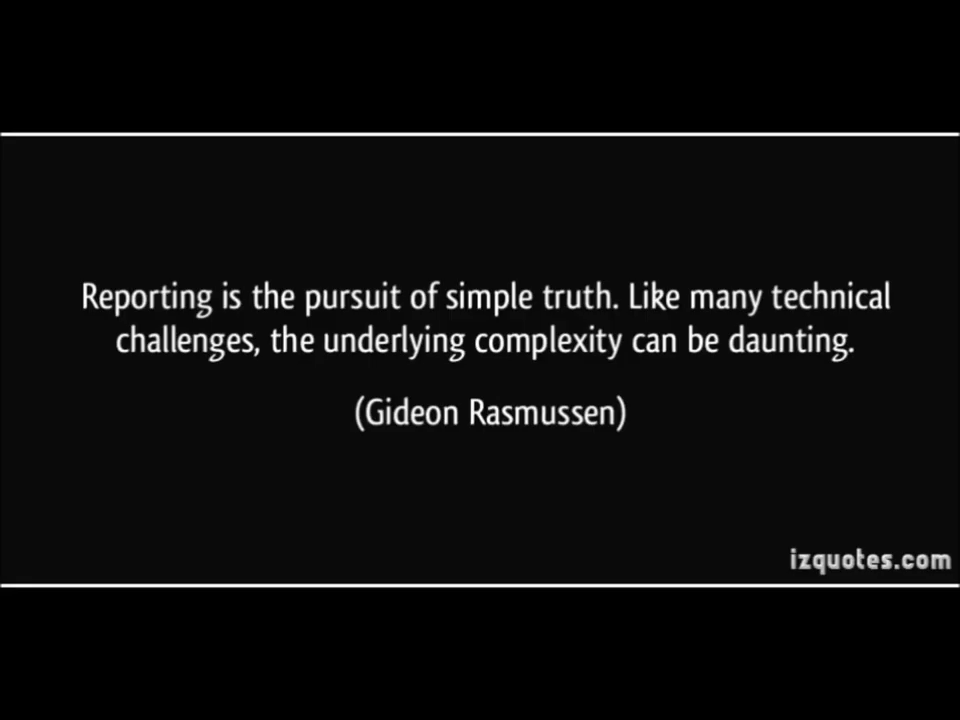 Reporting is the pursuit of simple truth. Like many technical
challenges, the underlying complexity can be daunting.
(Gideon Rasmussen)
izquotes.com